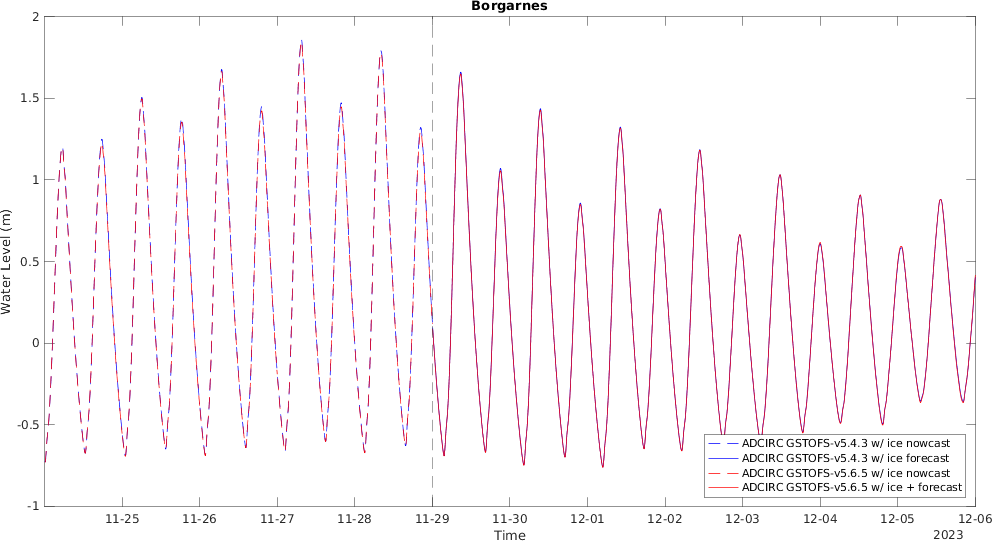 Borgarnes
2
1.5
1
0.5
0
-0.5
-1
Water Level (m)
11-25 11-26 11-27 11-28 11-29 11-30 12-01 12-02 12-03 12-04 12-05 12-06
Time
2023
ADCIRC GSTOFS-v5.4.3 w/ ice nowcast
ADCIRC GSTOFS-v5.4.3 w/ ice forecast
ADCIRC GSTOFS-v5.6.5 w/ ice nowcast
ADCIRC GSTOFS-v5.6.5 w/ ice + forecast